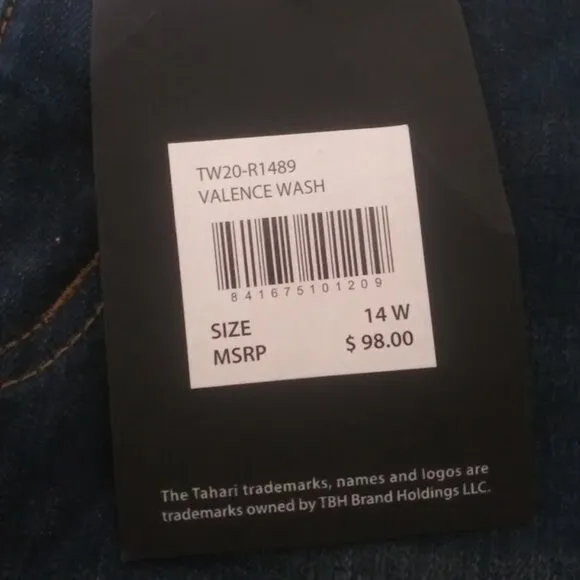 TW20-R1489
VALENCE WASH
841675101209
SIZE 14 W
MSRP $ 98.00
The Tahari trademarks, names and logos are
trademarks owned by TBH Brand Holdings LLC.